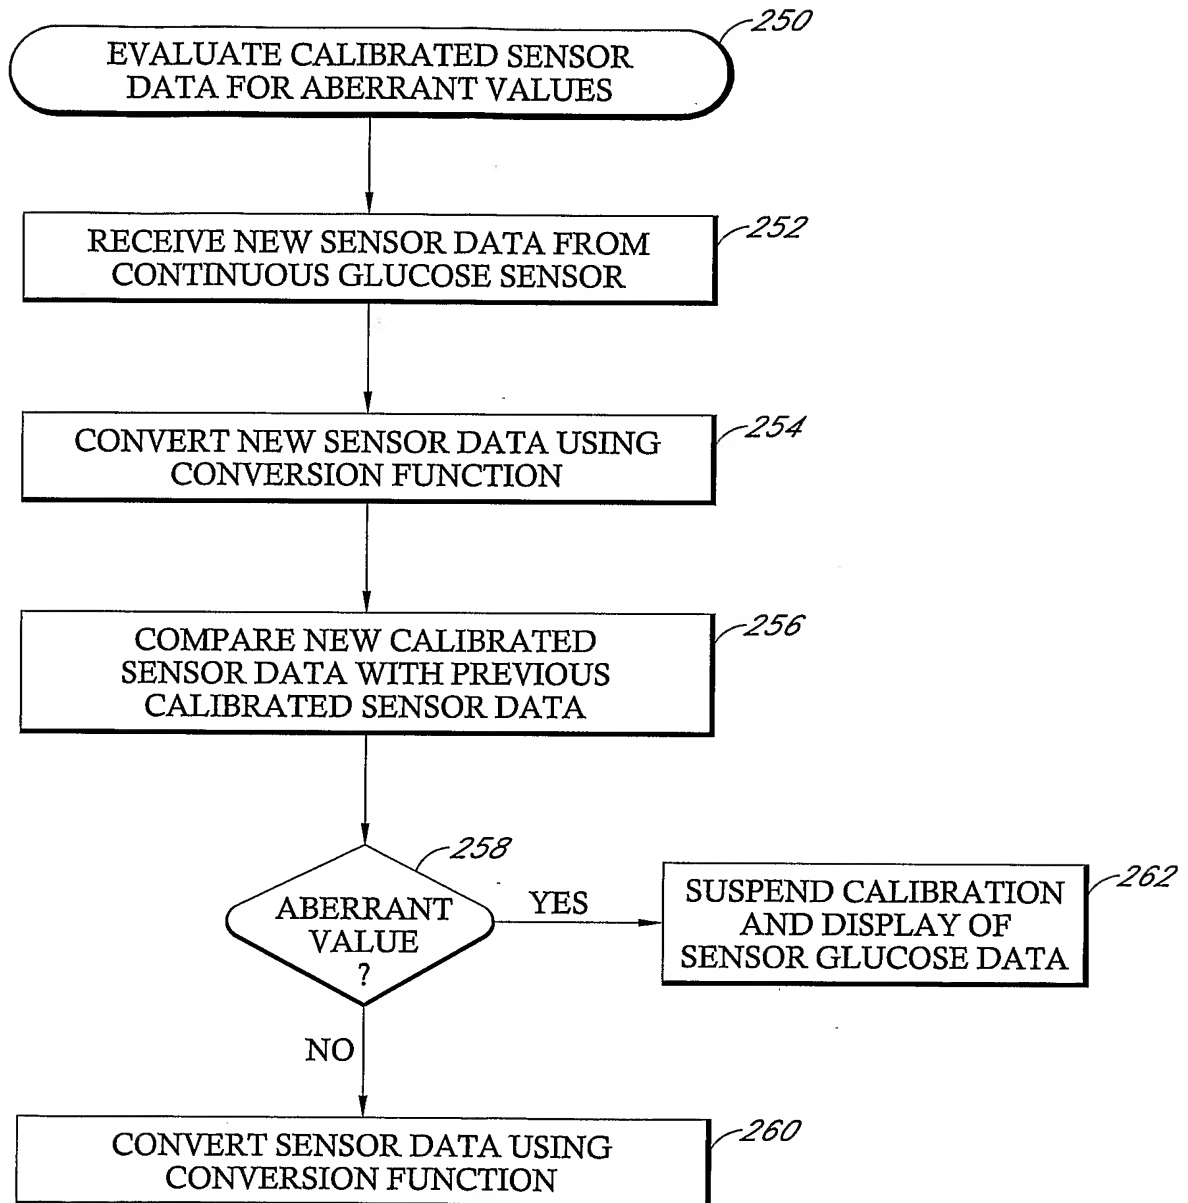 250
EVALUATE CALIBRATED SENSOR
DATA FOR ABERRANT VALUES
252
RECEIVE NEW SENSOR DATA FROM
CONTINUOUS GLUCOSE SENSOR
254
CONVERT NEW SENSOR DATA USING
CONVERSION FUNCTION
256
COMPARE NEW CALIBRATED
SENSOR DATA WITH PREVIOUS
CALIBRATED SENSOR DATA
258
ABERRANT
VALUE
?
YES
262
SUSPEND CALIBRATION
AND DISPLAY OF
SENSOR GLUCOSE DATA
NO
260
CONVERT SENSOR DATA USING
CONVERSION FUNCTION